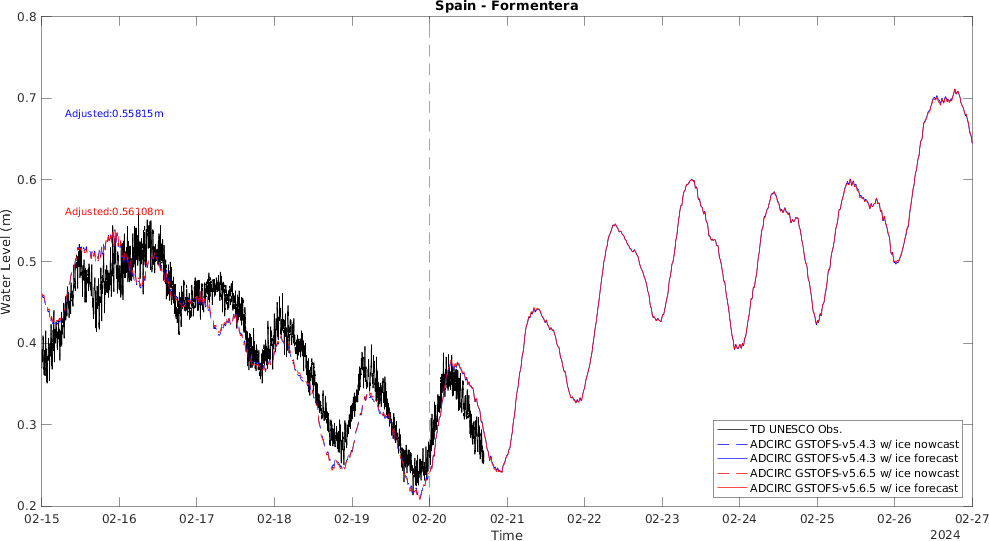 Spain - Formentera
0.8
0.7
0.6
0.5
0.4
0.3
0.2
Water Level (m)
Adjusted:0.55815m
Adjusted:0.56108m
TD UNESCO Obs.
ADCIRC GSTOFS-v5.4.3 w/ ice nowcast
ADCIRC GSTOFS-v5.4.3 w/ ice forecast
ADCIRC GSTOFS-v5.6.5 w/ ice nowcast
ADCIRC GSTOFS-v5.6.5 w/ ice forecast
02-15 02-16 02-17 02-18 02-19 02-20 02-21 02-22 02-23 02-24 02-25 02-26 02-27
Time
2024